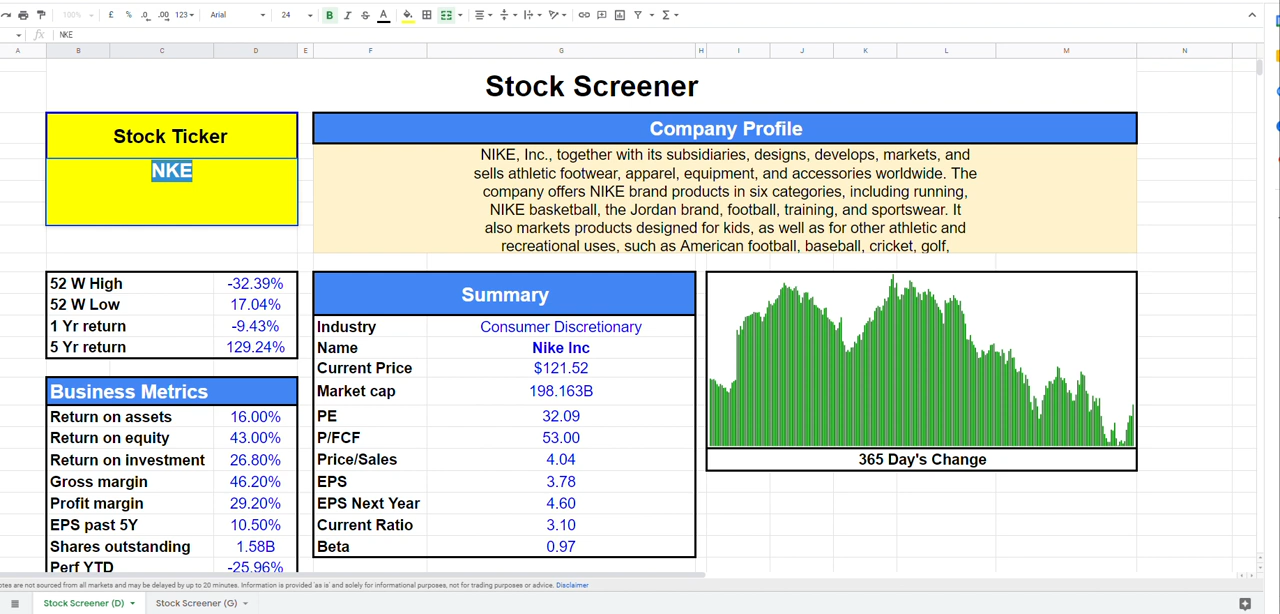 100%
£ % .0 .00 123
Arial
24
B I S A
fx NKE
A B C D E F G H I J K L M N
Stock Screener
Stock Ticker
NKE
Company Profile
NIKE, Inc., together with its subsidiaries, designs, develops, markets, and
sells athletic footwear, apparel, equipment, and accessories worldwide. The
company offers NIKE brand products in six categories, including running,
NIKE basketball, the Jordan brand, football, training, and sportswear. It
also markets products designed for kids, as well as for other athletic and
recreational uses, such as American football, baseball, cricket, golf,
52 W High -32.39%
52 W Low 17.04%
1 Yr return -9.43%
5 Yr return 129.24%
Business Metrics
Return on assets 16.00%
Return on equity 43.00%
Return on investment 26.80%
Gross margin 46.20%
Profit margin 29.20%
EPS past 5Y 10.50%
Shares outstanding 1.58B
Perf YTD -25.96%
Summary
Industry Consumer Discretionary
Name Nike Inc
Current Price $121.52
Market cap 198.163B
PE 32.09
P/FCF 53.00
Price/Sales 4.04
EPS 3.78
EPS Next Year 4.60
Current Ratio 3.10
Beta 0.97
365 Day's Change
otes are not sourced from all markets and may be delayed by up to 20 minutes. Information is provided 'as is' and solely for informational purposes, not for trading purposes or advice. Disclaimer
Stock Screener (D)
Stock Screener (G)